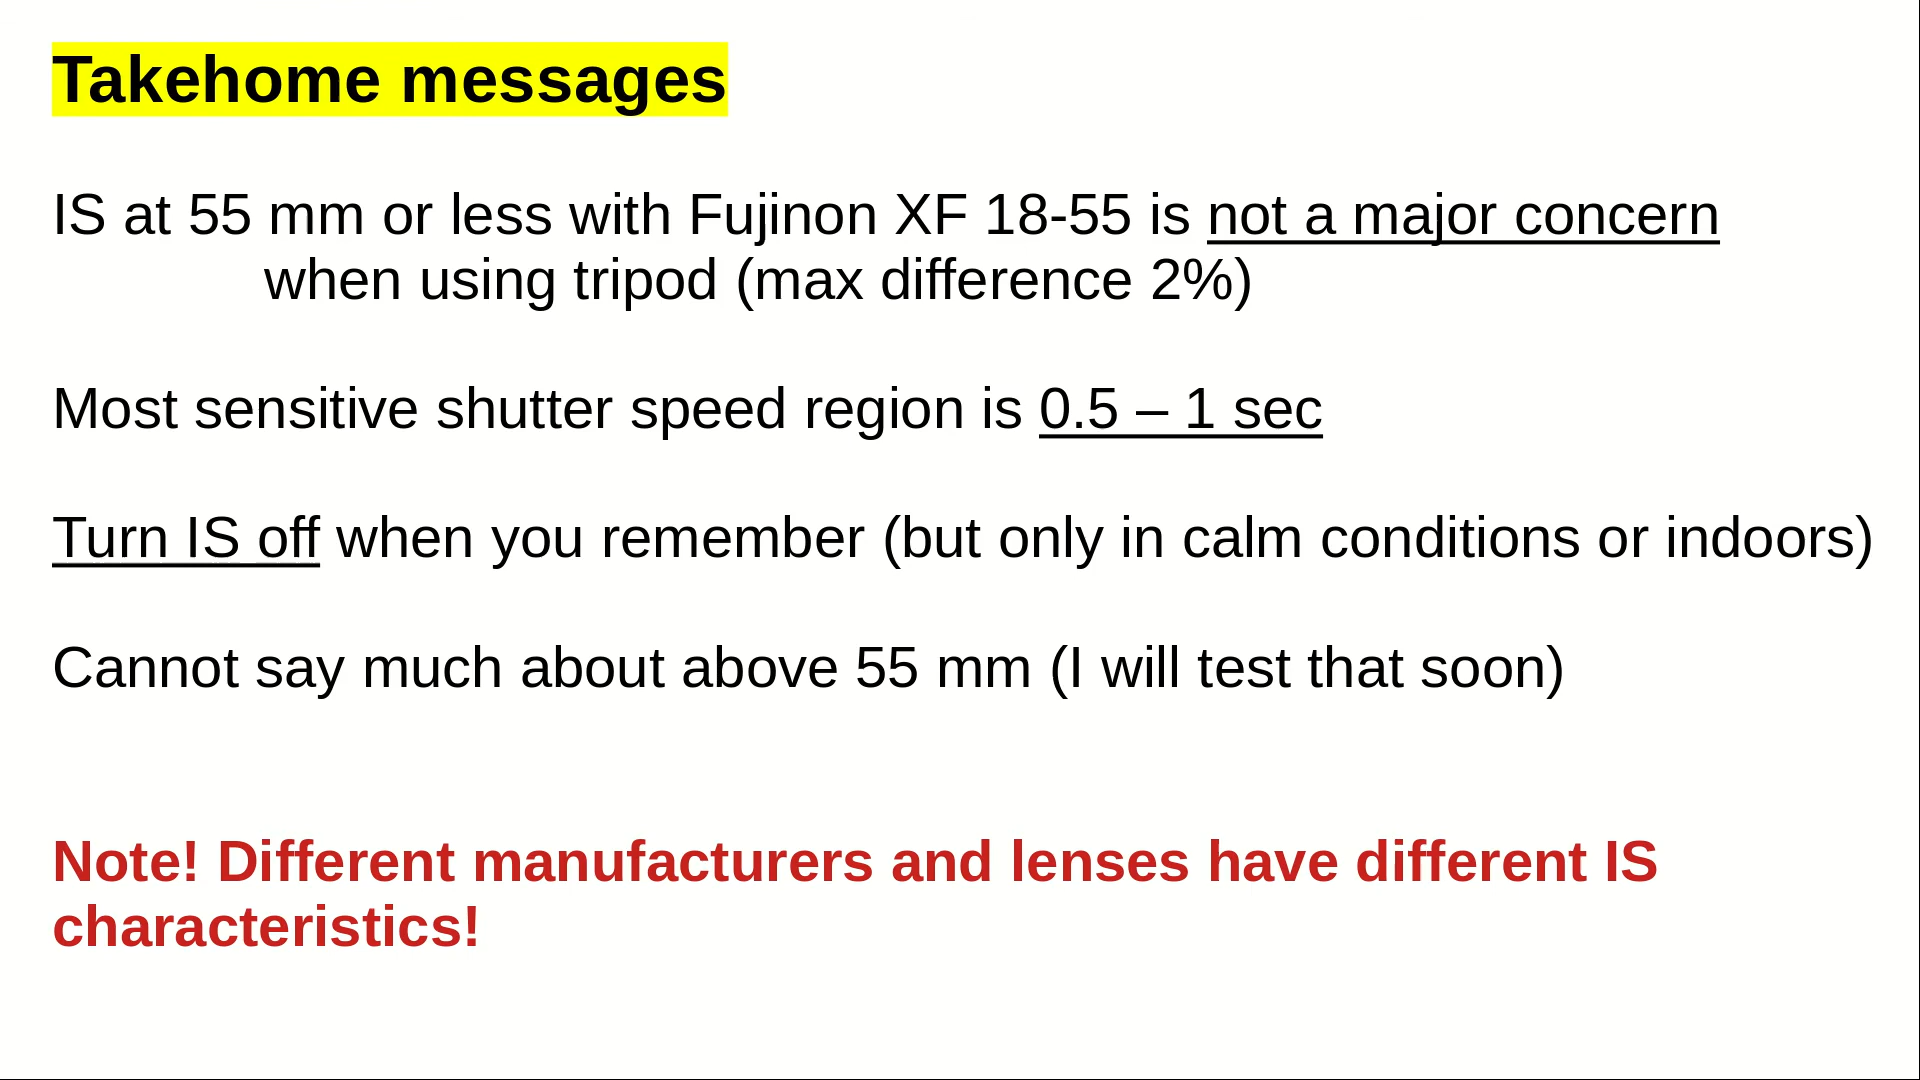 Takehome messages
IS at 55 mm or less with Fujinon XF 18-55 is not a major concern
when using tripod (max difference 2%)
Most sensitive shutter speed region is 0.5 – 1 sec
Turn IS off when you remember (but only in calm conditions or indoors)
Cannot say much about above 55 mm (I will test that soon)
Note! Different manufacturers and lenses have different IS
characteristics!